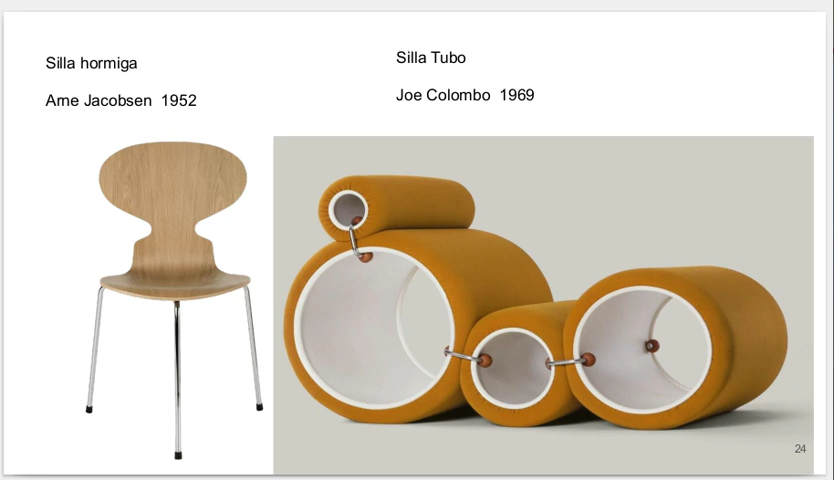 Silla hormiga
Arne Jacobsen 1952
Silla Tubo
Joe Colombo 1969
24